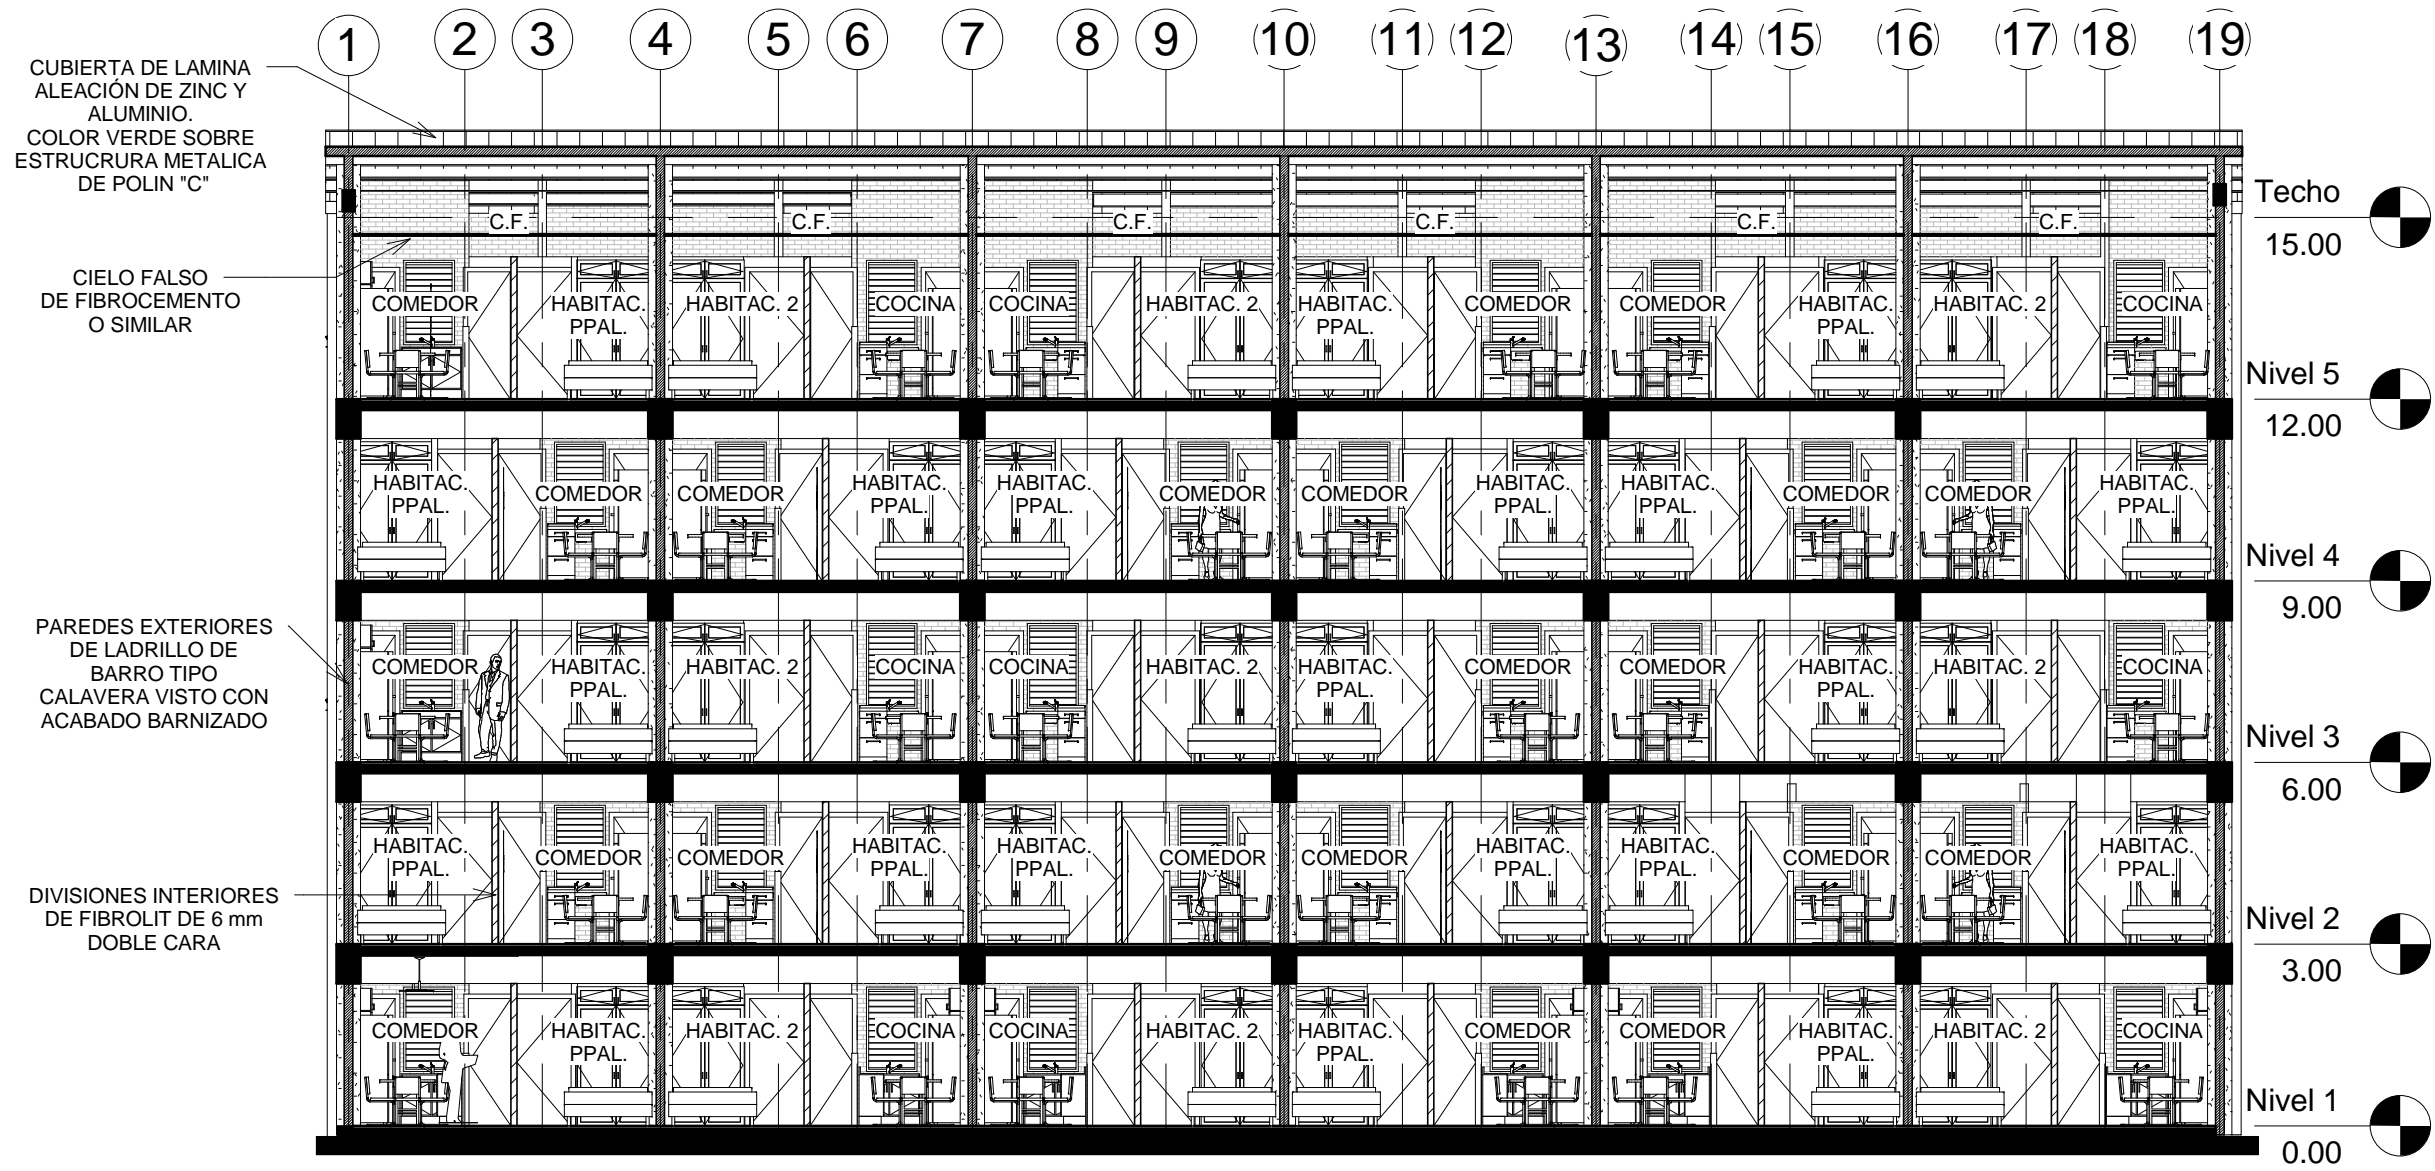 1 2 3 4 5 6 7 8 9 10 11 12 13 14 15 16 17 18 19
CUBIERTA DE LAMINA
ALEACIÓN DE ZINC Y
ALUMINIO.
COLOR VERDE SOBRE
ESTRUCRURA METALICA
DE POLIN "C"
Techo
15.00
C.F. C.F. C.F. C.F. C.F. C.F.
CIELO FALSO
DE FIBROCEMENTO
O SIMILAR
COMEDOR HABITAC. HABITAC. 2 COCINA COCINA HABITAC. 2 HABITAC. COMEDOR COMEDOR HABITAC. HABITAC. 2 COCINA
PPAL. PPAL. PPAL.
Nivel 5
12.00
HABITAC. HABITAC. HABITAC. HABITAC. HABITAC. HABITAC.
PPAL. COMEDOR COMEDOR PPAL. PPAL. COMEDOR COMEDOR PPAL. PPAL. COMEDOR COMEDOR PPAL.
Nivel 4
9.00
PAREDES EXTERIORES
DE LADRILLO DE
BARRO TIPO
CALAVERA VISTO CON
ACABADO BARNIZADO
COMEDOR HABITAC. HABITAC. 2 COCINA COCINA HABITAC. 2 HABITAC. COMEDOR COMEDOR HABITAC. HABITAC. 2 COCINA
PPAL. PPAL. PPAL.
Nivel 3
6.00
HABITAC. HABITAC. HABITAC. HABITAC. HABITAC. HABITAC.
PPAL. COMEDOR COMEDOR PPAL. PPAL. COMEDOR COMEDOR PPAL. PPAL. COMEDOR COMEDOR PPAL.
DIVISIONES INTERIORES
DE FIBROLIT DE 6 mm
DOBLE CARA
Nivel 2
3.00
COMEDOR HABITAC. HABITAC. 2 COCINA COCINA HABITAC. 2 HABITAC. COMEDOR COMEDOR HABITAC. HABITAC. 2 COCINA
PPAL. PPAL. PPAL.
Nivel 1
0.00